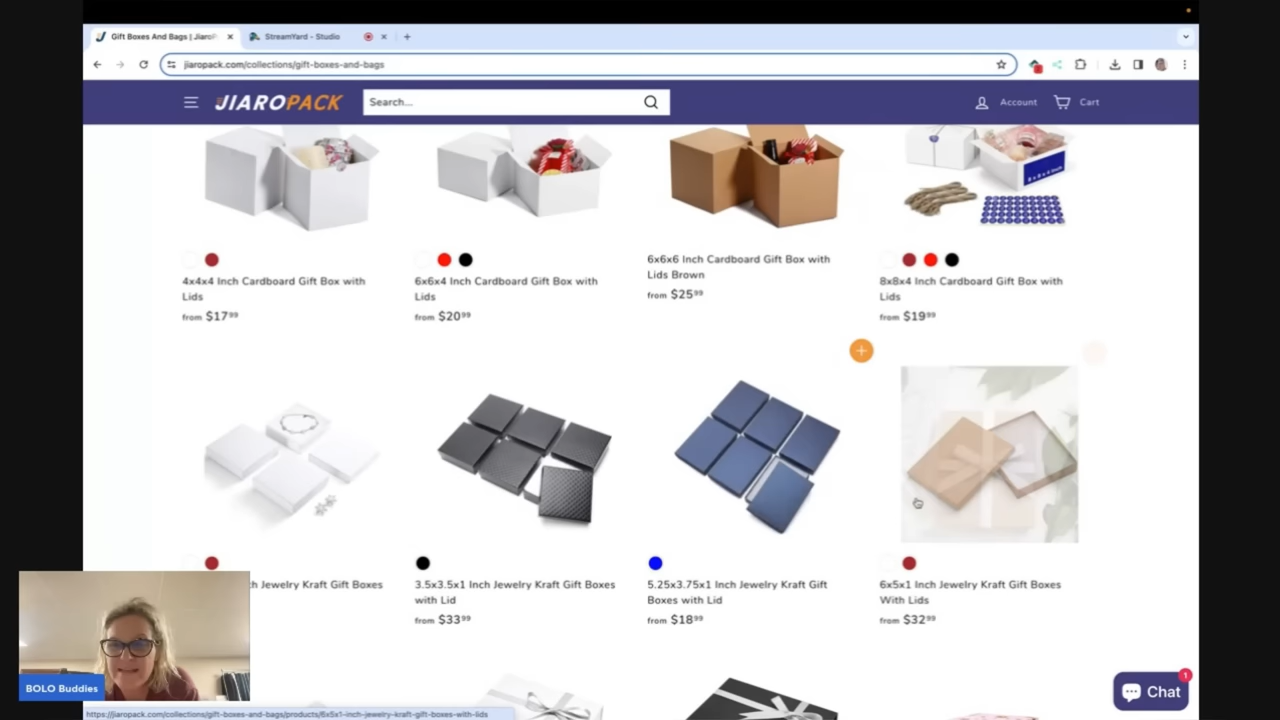 Gift Boxes And Bags | JiaroP
StreamYard - Studio
jiaropack.com/collections/gift-boxes-and-bags
JIAROPACK
Search...
Account
Cart
8x8x4 Inch
4x4x4 Inch Cardboard Gift Box with
Lids
from $17.99
6x6x4 Inch Cardboard Gift Box with
Lids
from $20.99
6x6x6 Inch Cardboard Gift Box with
Lids Brown
from $25.99
8x8x4 Inch Cardboard Gift Box with
Lids
from $19.99
h Jewelry Kraft Gift Boxes
3.5x3.5x1 Inch Jewelry Kraft Gift Boxes
with Lid
from $33.99
5.25x3.75x1 Inch Jewelry Kraft Gift
Boxes with Lid
from $18.99
6x5x1 Inch Jewelry Kraft Gift Boxes
With Lids
from $32.99
BOLO Buddies
Chat
1
https://jiaropack.com/collections/gift-boxes-and-bags/products/6x5x1-inch-jewelry-kraft-gift-boxes-with-lids